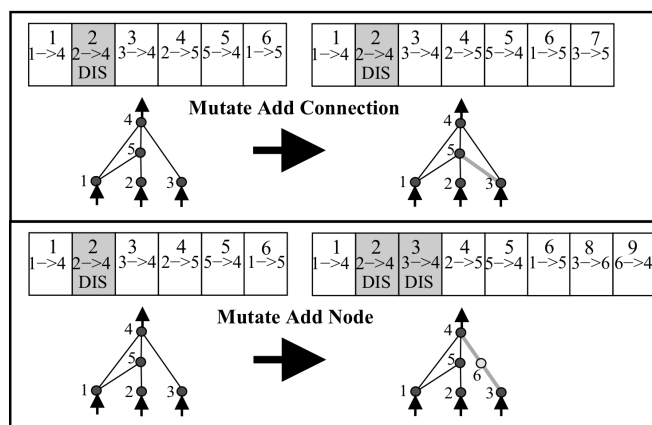 1 2 3 4 5 6 1 2 3 4 5 6 7
1−>4 2−>4 3−>4 2−>5 5−>4 1−>5 1−>4 2−>4 3−>4 2−>5 5−>4 1−>5 3−>5
DIS DIS
Mutate Add Connection
4 4
5 5
1 2 3 1 2 3
1 2 3 4 5 6 1 2 3 4 5 6 8 9
1−>4 2−>4 3−>4 2−>5 5−>4 1−>5 1−>4 2−>4 3−>4 2−>5 5−>4 1−>5 3−>6 6−>4
DIS DIS DIS
Mutate Add Node
4 4
5 5
6
1 2 3 1 2 3